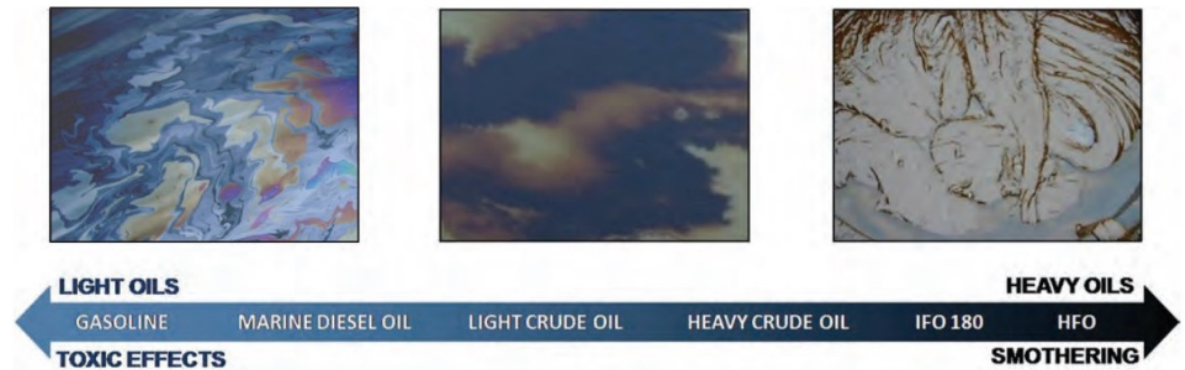 LIGHT OILS
HEAVY OILS
GASOLINE MARINE DIESEL OIL LIGHT CRUDE OIL HEAVY CRUDE OIL IFO 180 HFO
TOXIC EFFECTS
SMOTHERING